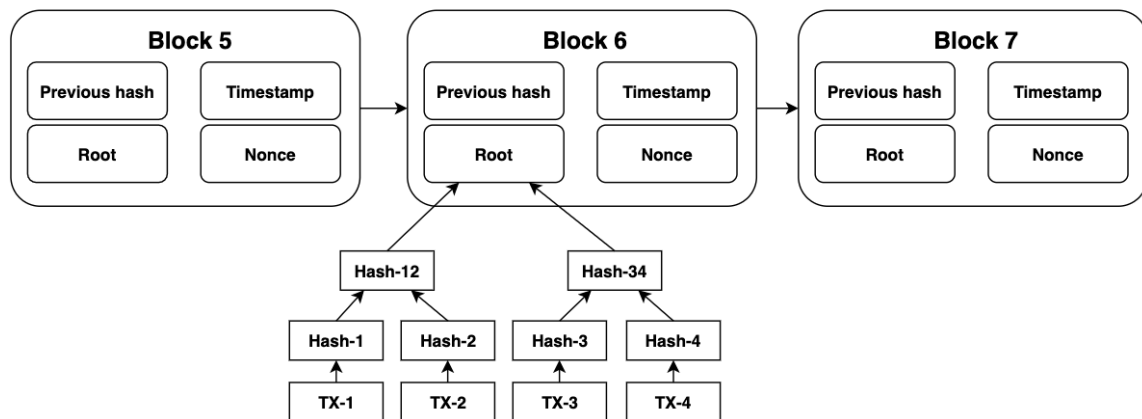 Block 5
Previous hash
Timestamp
Root
Nonce
Block 6
Previous hash
Timestamp
Root
Nonce
Block 7
Previous hash
Timestamp
Root
Nonce
Hash-12
Hash-34
Hash-1
Hash-2
Hash-3
Hash-4
TX-1
TX-2
TX-3
TX-4